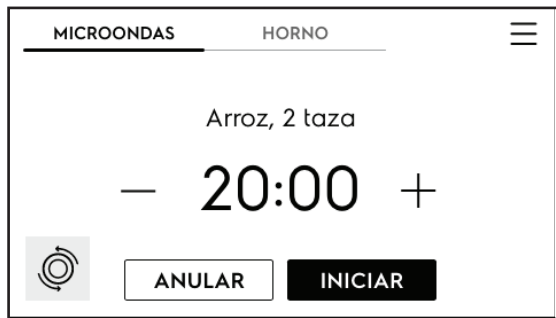 MICROONDAS HORNO
Arroz, 2 taza
— 20:00 +
ANULAR INICIAR